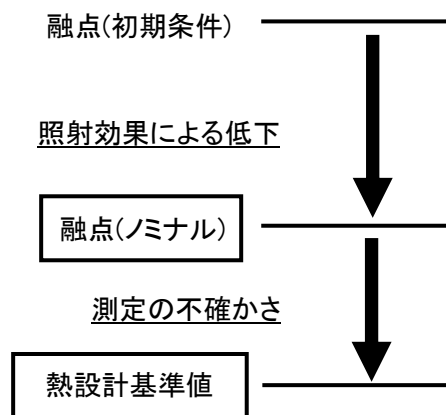 融点(初期条件)
照射効果による低下
融点(ノミナル)
測定の不確かさ
熱設計基準値